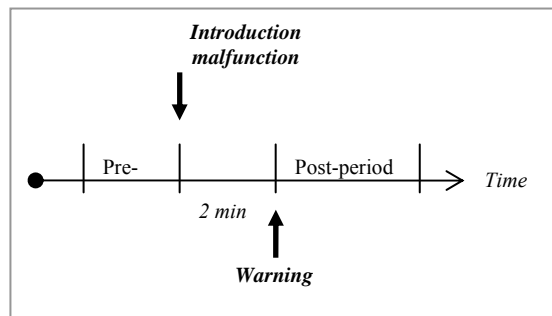 Introduction
malfunction
Pre-
Post-period
Time
2 min
Warning